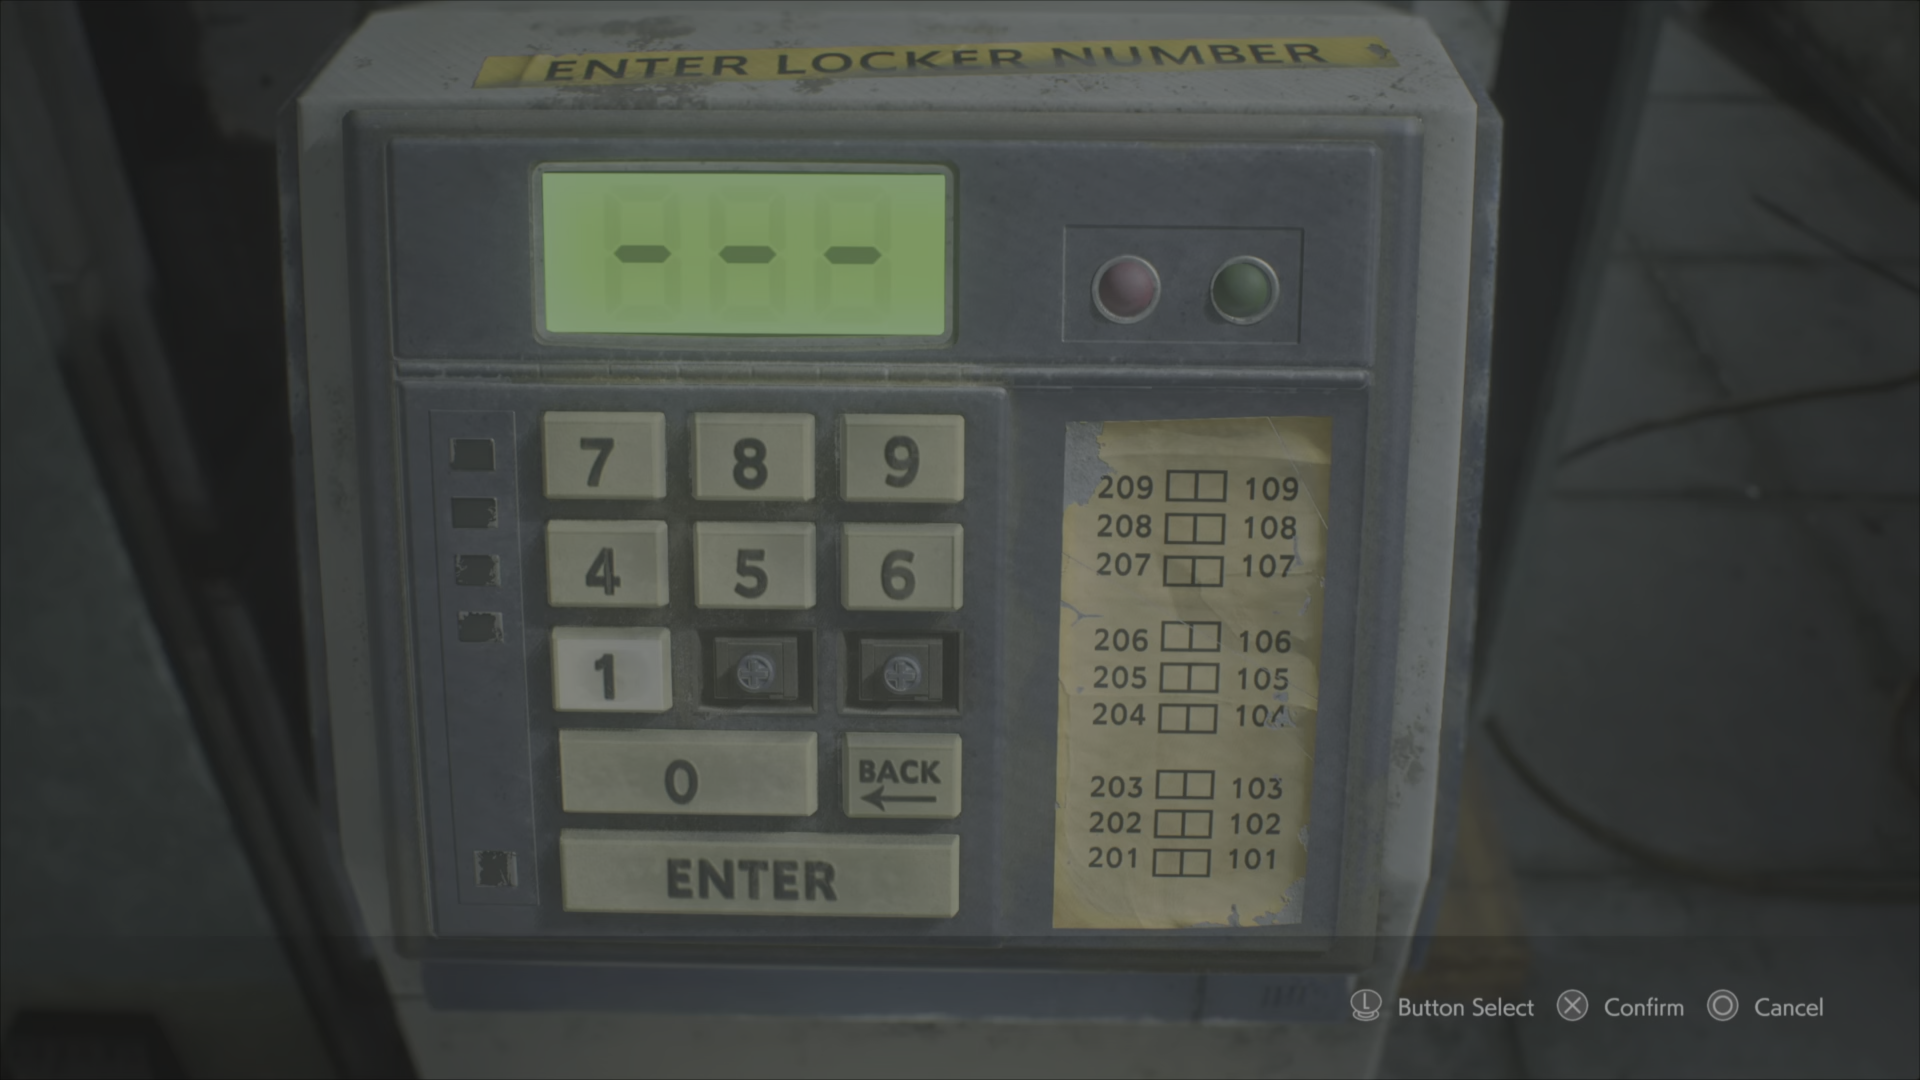 ENTER LOCKER NUMBER
- - -
7 8 9
4 5 6
1
0 BACK
ENTER
209 109
208 108
207 107
206 106
205 105
204 104
203 103
202 102
201 101
L Button Select Confirm Cancel